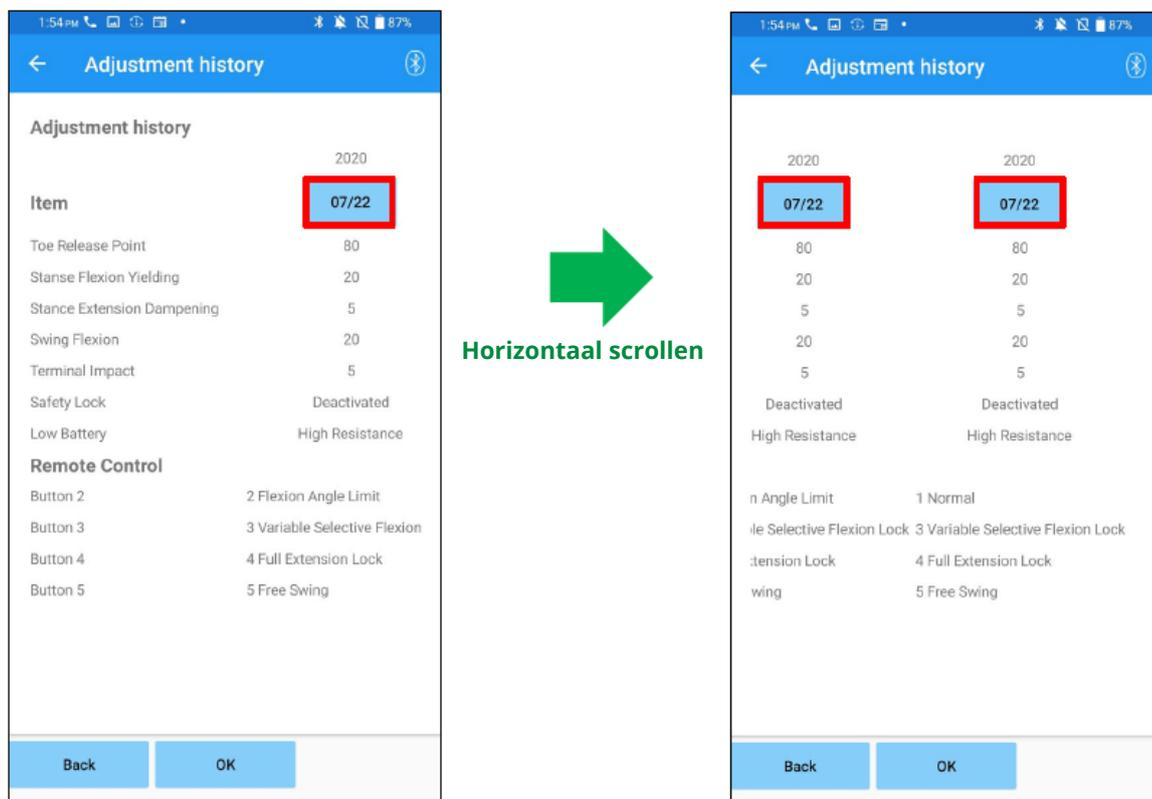 1:54 PM 87%
Adjustment history
Adjustment history
2020
Item 07/22
Toe Release Point 80
Stanse Flexion Yielding 20
Stance Extension Dampening 5
Swing Flexion 20
Terminal Impact 5
Safety Lock Deactivated
Low Battery High Resistance
Remote Control
Button 2 2 Flexion Angle Limit
Button 3 3 Variable Selective Flexion
Button 4 4 Full Extension Lock
Button 5 5 Free Swing
Back OK
Horizontaal scrollen
1:54 PM 87%
Adjustment history
2020 2020
07/22 07/22
80 80
20 20
5 5
20 20
5 5
Deactivated Deactivated
High Resistance High Resistance
n Angle Limit 1 Normal
le Selective Flexion Lock 3 Variable Selective Flexion Lock
tension Lock 4 Full Extension Lock
wing 5 Free Swing
Back OK